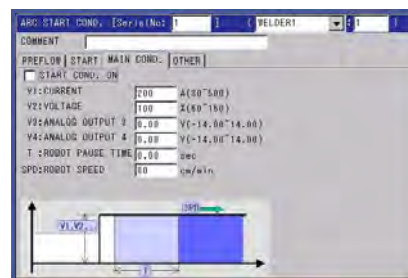 ARC START COND. [SerialNo: 1 ] ( WELDER1 : 1 )
COMMENT
PREFLOW START MAIN COND. OTHER
START COND. ON
V1:CURRENT 200 A(30~500)
V2:VOLTAGE 100 %(60~150)
V3:ANALOG OUTPUT 3 0.00 V(-14.00~14.00)
V4:ANALOG OUTPUT 4 0.00 V(-14.00~14.00)
T :ROBOT PAUSE TIME 0.00 sec
SPD:ROBOT SPEED 80 cm/min
(SPD)
V1,V2..
T